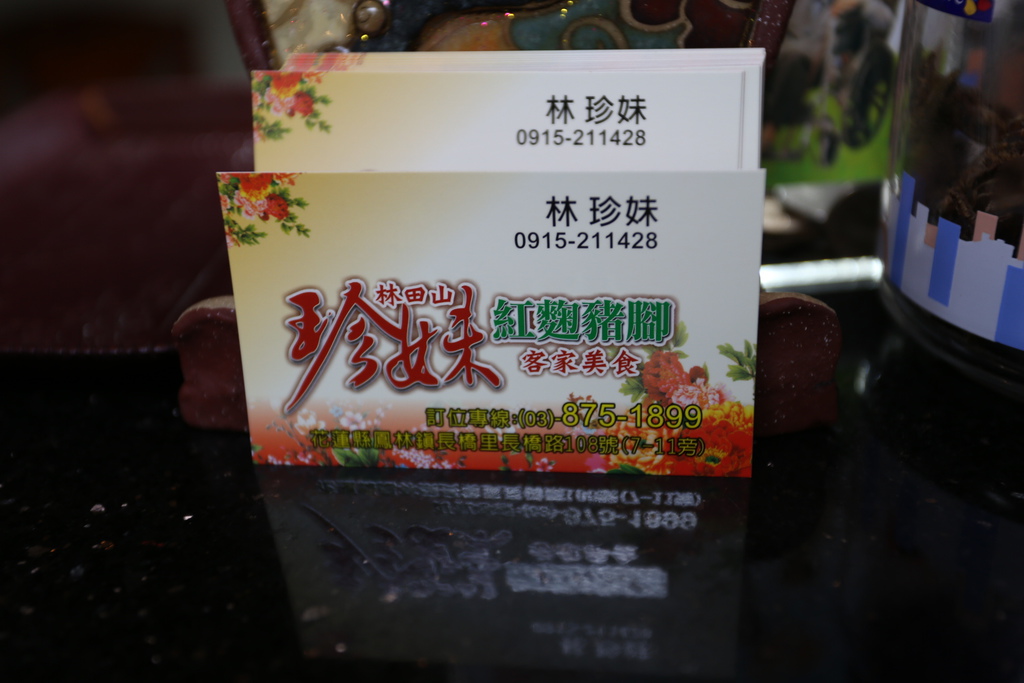 林 珍妹
0915-211428
林 珍妹
0915-211428
林田山
珍妹
紅麴豬腳
客家美食
訂位專線:(03)-875-1899
花蓮縣鳳林鎮長橋里長橋路108號(7-11旁)